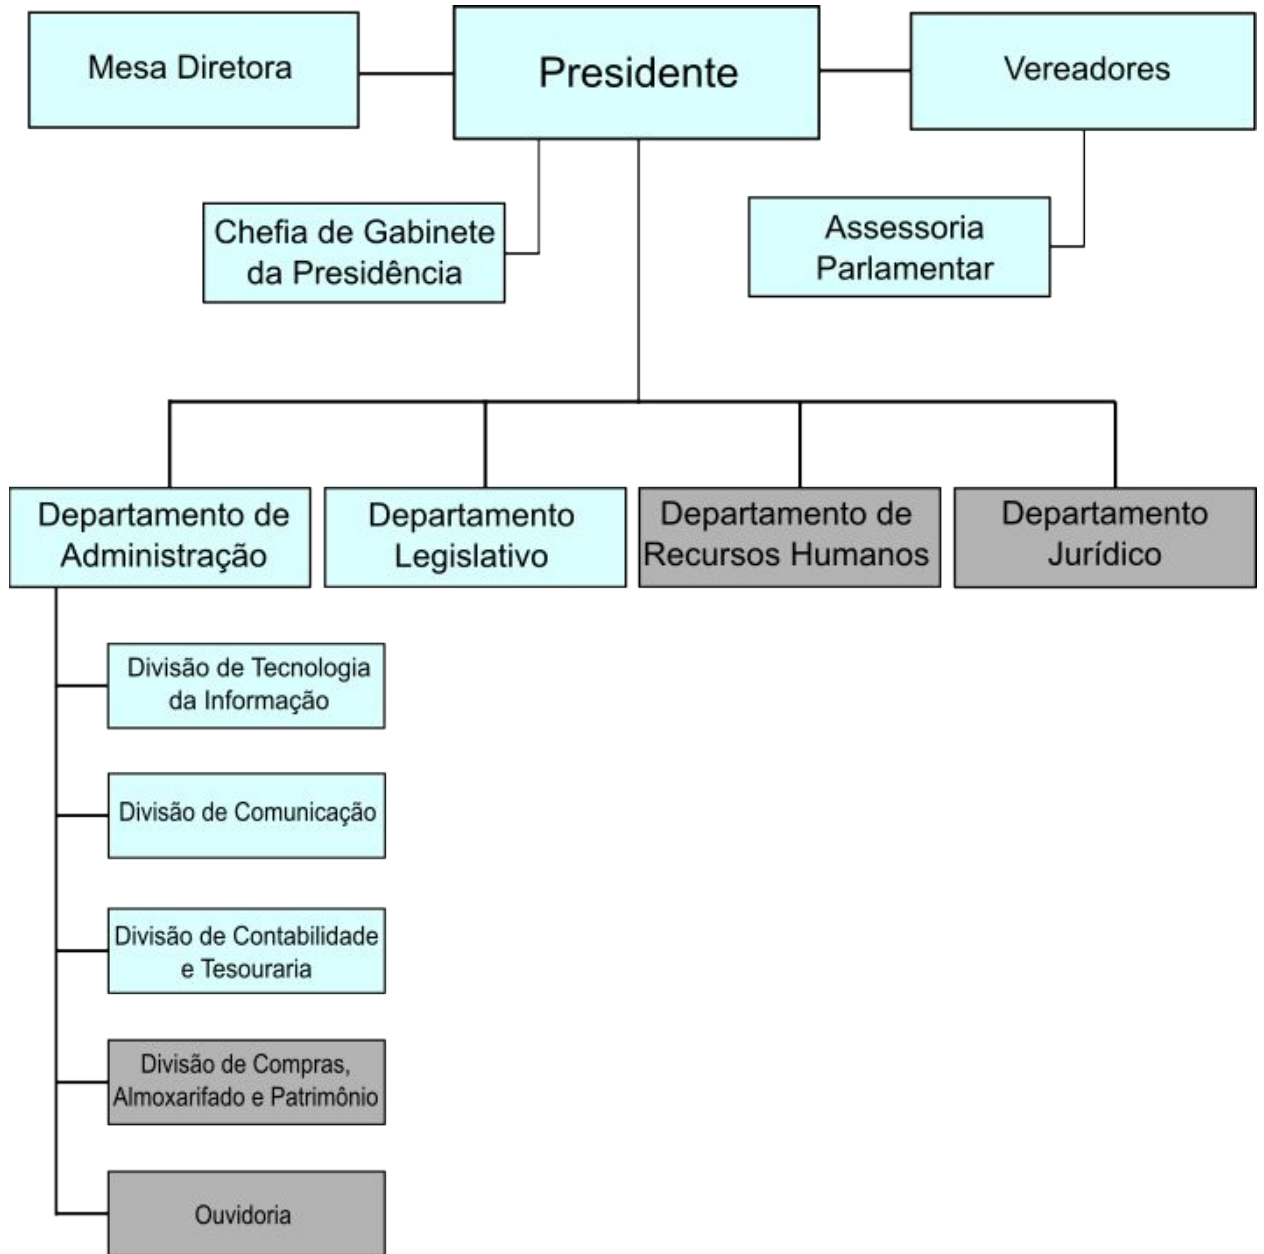 Mesa Diretora
Presidente
Vereadores
Chefia de Gabinete
da Presidência
Assessoria
Parlamentar
Departamento de
Administração
Departamento
Legislativo
Departamento de
Recursos Humanos
Departamento
Jurídico
Divisão de Tecnologia
da Informação
Divisão de Comunicação
Divisão de Contabilidade
e Tesouraria
Divisão de Compras,
Almoxarifado e Patrimônio
Ouvidoria